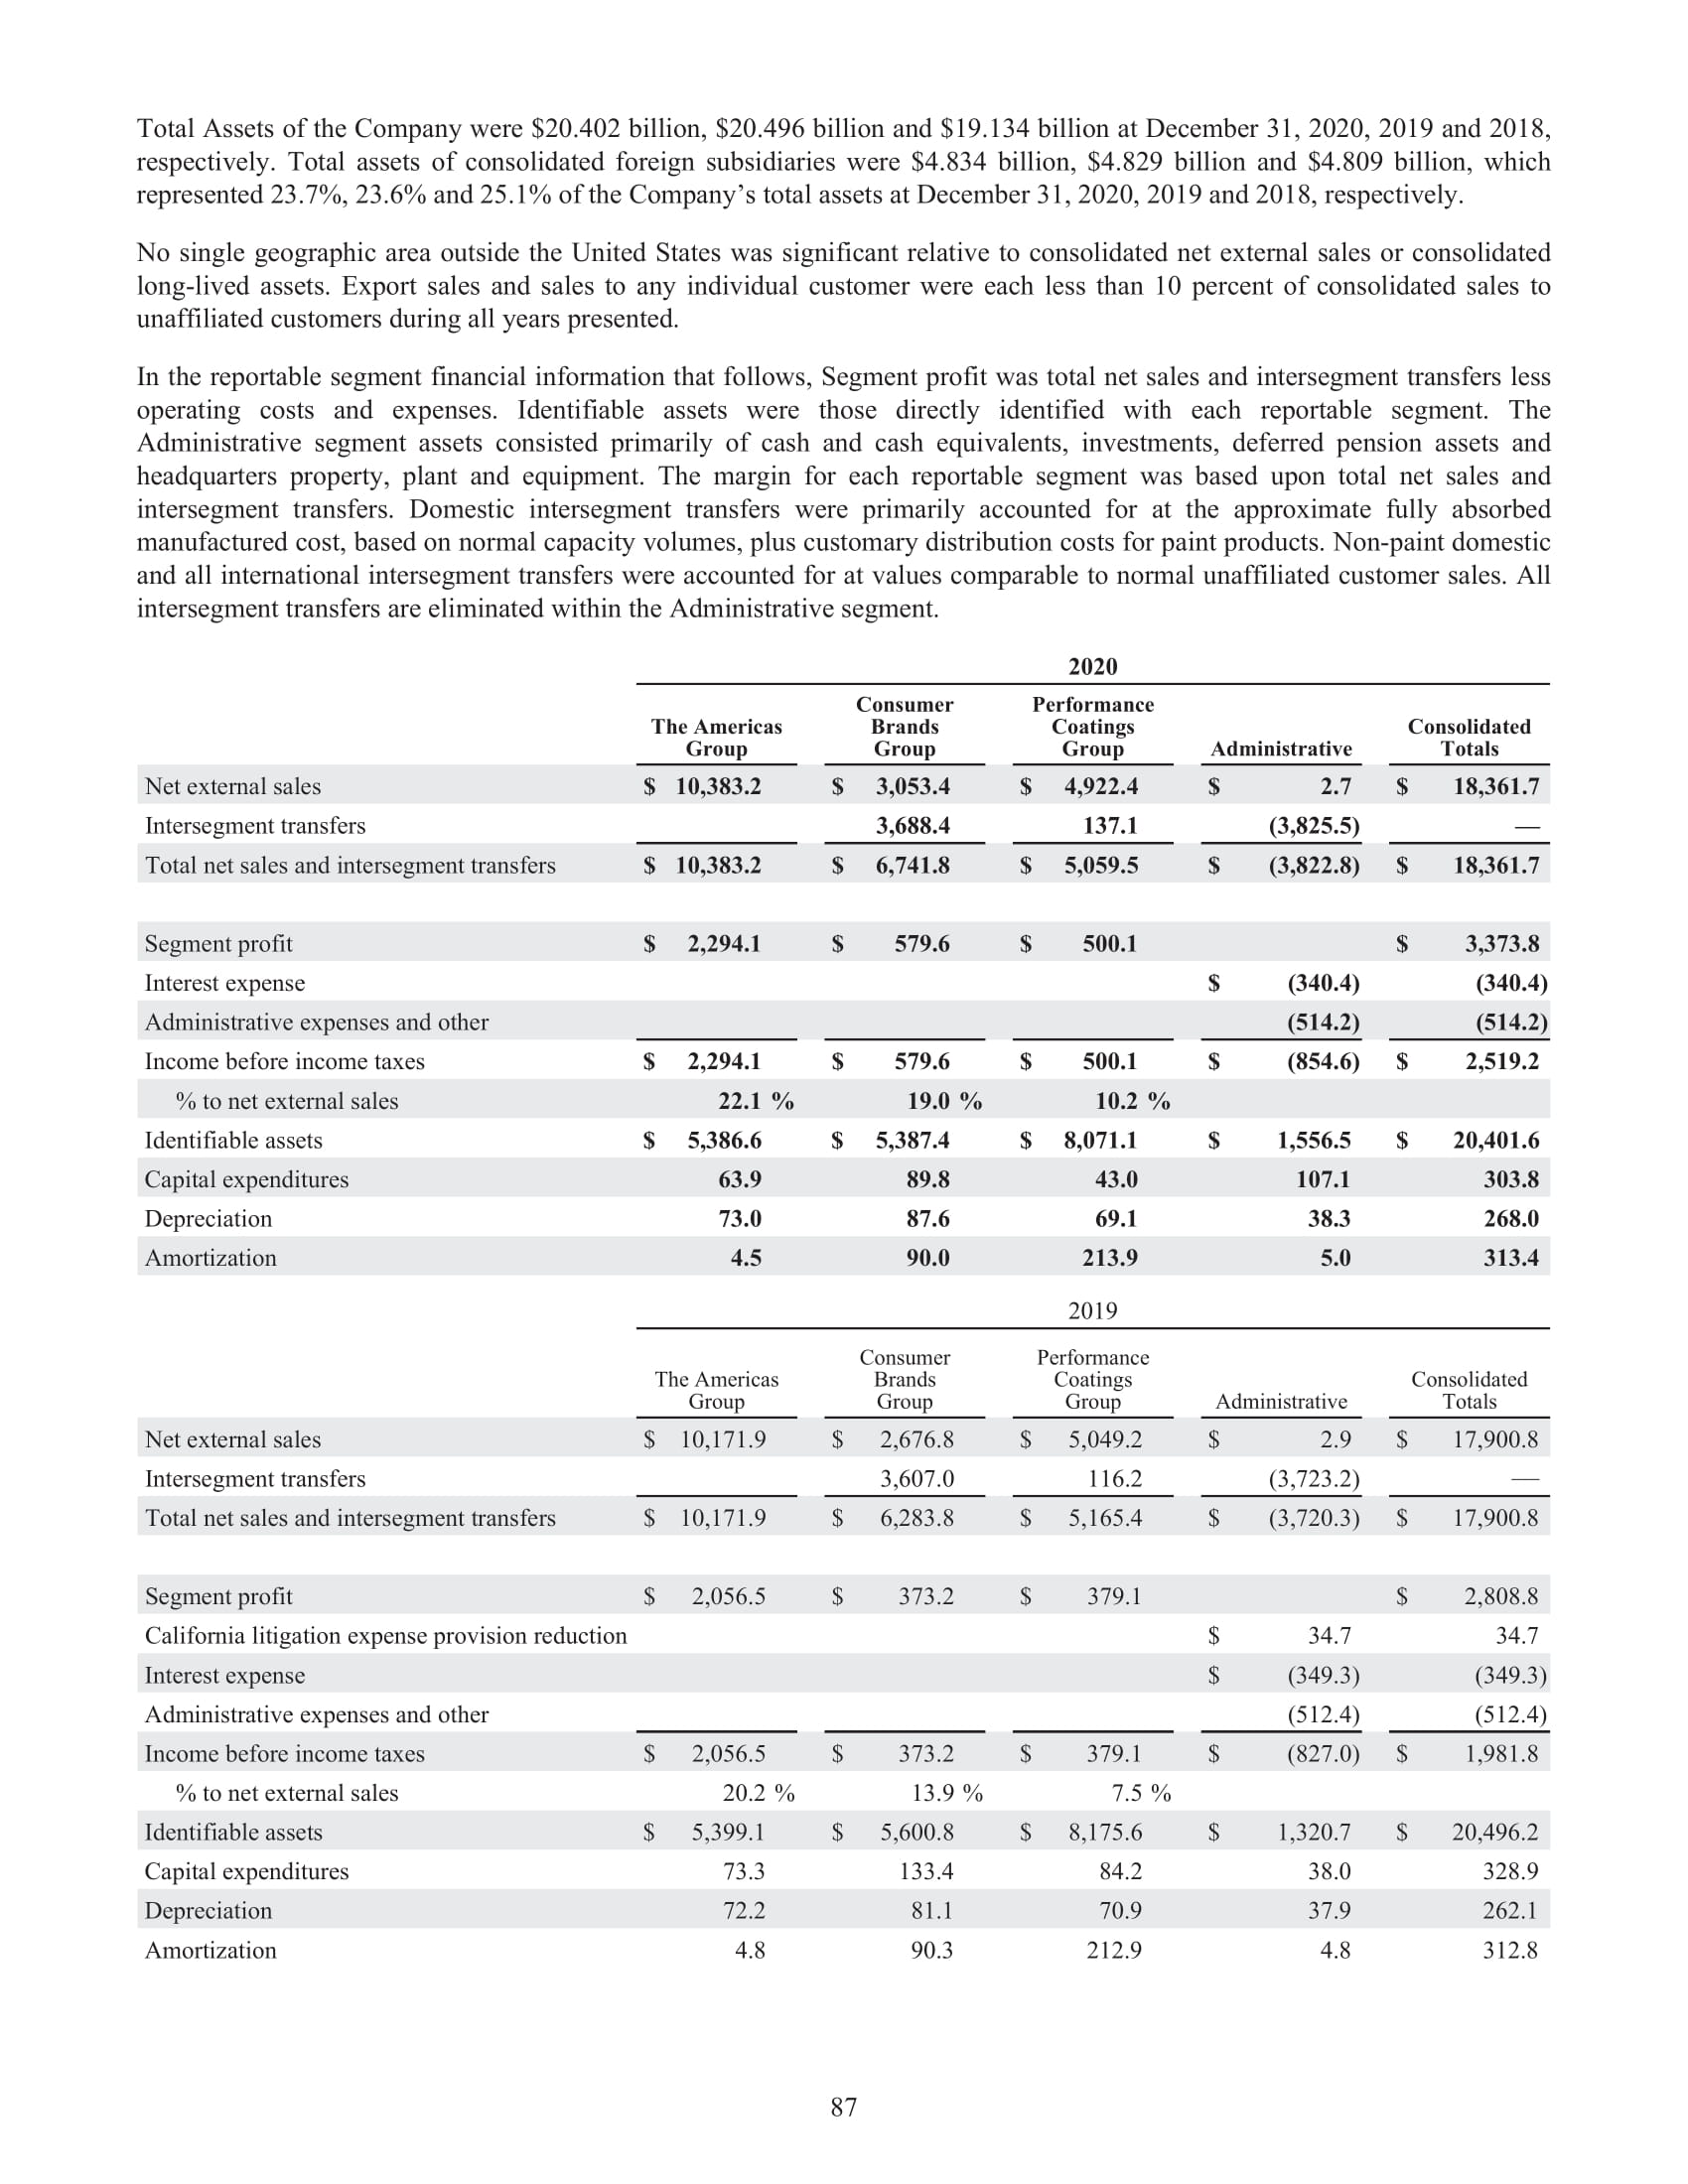 Total Assets of the Company were $20.402 billion, $20.496 billion and $19.134 billion at December 31, 2020, 2019 and 2018,
respectively. Total assets of consolidated foreign subsidiaries were $4.834 billion, $4.829 billion and $4.809 billion, which
represented 23.7%, 23.6% and 25.1% of the Company’s total assets at December 31, 2020, 2019 and 2018, respectively.
No single geographic area outside the United States was significant relative to consolidated net external sales or consolidated
long-lived assets. Export sales and sales to any individual customer were each less than 10 percent of consolidated sales to
unaffiliated customers during all years presented.
In the reportable segment financial information that follows, Segment profit was total net sales and intersegment transfers less
operating costs and expenses. Identifiable assets were those directly identified with each reportable segment. The
Administrative segment assets consisted primarily of cash and cash equivalents, investments, deferred pension assets and
headquarters property, plant and equipment. The margin for each reportable segment was based upon total net sales and
intersegment transfers. Domestic intersegment transfers were primarily accounted for at the approximate fully absorbed
manufactured cost, based on normal capacity volumes, plus customary distribution costs for paint products. Non-paint domestic
and all international intersegment transfers were accounted for at values comparable to normal unaffiliated customer sales. All
intersegment transfers are eliminated within the Administrative segment.
2020
Consumer Performance
The Americas Brands Coatings Consolidated
Group Group Group Administrative Totals
Net external sales $ 10,383.2 $ 3,053.4 $ 4,922.4 $ 2.7 $ 18,361.7
Intersegment transfers 3,688.4 137.1 (3,825.5) —
Total net sales and intersegment transfers $ 10,383.2 $ 6,741.8 $ 5,059.5 $ (3,822.8) $ 18,361.7
Segment profit $ 2,294.1 $ 579.6 $ 500.1 $ 3,373.8
Interest expense $ (340.4) (340.4)
Administrative expenses and other (514.2) (514.2)
Income before income taxes $ 2,294.1 $ 579.6 $ 500.1 $ (854.6) $ 2,519.2
% to net external sales 22.1 % 19.0 % 10.2 %
Identifiable assets $ 5,386.6 $ 5,387.4 $ 8,071.1 $ 1,556.5 $ 20,401.6
Capital expenditures 63.9 89.8 43.0 107.1 303.8
Depreciation 73.0 87.6 69.1 38.3 268.0
Amortization 4.5 90.0 213.9 5.0 313.4
2019
Consumer Performance
The Americas Brands Coatings Consolidated
Group Group Group Administrative Totals
Net external sales $ 10,171.9 $ 2,676.8 $ 5,049.2 $ 2.9 $ 17,900.8
Intersegment transfers 3,607.0 116.2 (3,723.2) —
Total net sales and intersegment transfers $ 10,171.9 $ 6,283.8 $ 5,165.4 $ (3,720.3) $ 17,900.8
Segment profit $ 2,056.5 $ 373.2 $ 379.1 $ 2,808.8
California litigation expense provision reduction $ 34.7 34.7
Interest expense $ (349.3) (349.3)
Administrative expenses and other (512.4) (512.4)
Income before income taxes $ 2,056.5 $ 373.2 $ 379.1 $ (827.0) $ 1,981.8
% to net external sales 20.2 % 13.9 % 7.5 %
Identifiable assets $ 5,399.1 $ 5,600.8 $ 8,175.6 $ 1,320.7 $ 20,496.2
Capital expenditures 73.3 133.4 84.2 38.0 328.9
Depreciation 72.2 81.1 70.9 37.9 262.1
Amortization 4.8 90.3 212.9 4.8 312.8
87